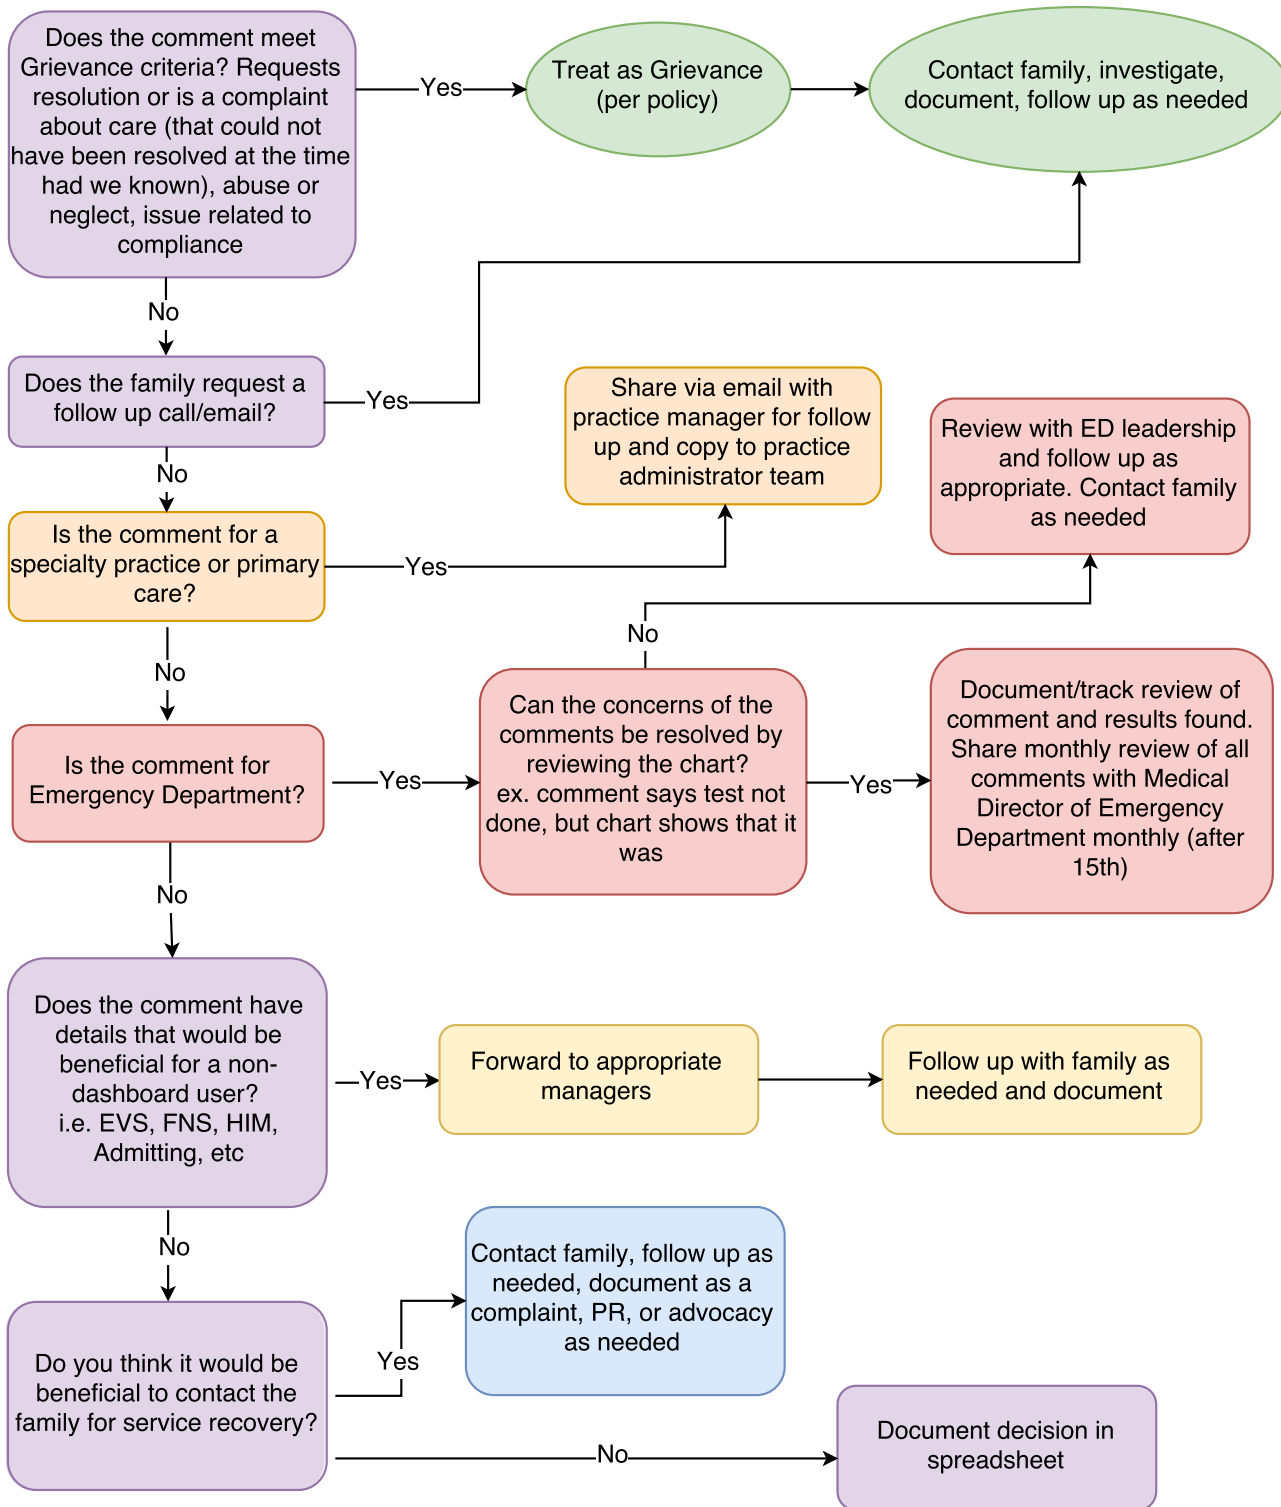 Does the comment meet
Grievance criteria? Requests
resolution or is a complaint
about care (that could not
have been resolved at the time
had we known), abuse or
neglect, issue related to
compliance
Yes
Treat as Grievance
(per policy)
Contact family, investigate,
document, follow up as needed
No
Does the family request a
follow up call/email?
Yes
Share via email with
practice manager for follow
up and copy to practice
administrator team
Review with ED leadership
and follow up as
appropriate. Contact family
as needed
No
Is the comment for a
specialty practice or primary
care?
Yes
No
No
Can the concerns of the
comments be resolved by
reviewing the chart?
ex. comment says test not
done, but chart shows that it
was
Document/track review of
comment and results found.
Share monthly review of all
comments with Medical
Director of Emergency
Department monthly (after
15th)
Is the comment for
Emergency Department?
Yes
Yes
No
Does the comment have
details that would be
beneficial for a non-
dashboard user?
i.e. EVS, FNS, HIM,
Admitting, etc
Yes
Forward to appropriate
managers
Follow up with family as
needed and document
No
Contact family, follow up as
needed, document as a
complaint, PR, or advocacy
as needed
Do you think it would be
beneficial to contact the
family for service recovery?
Yes
No
Document decision in
spreadsheet